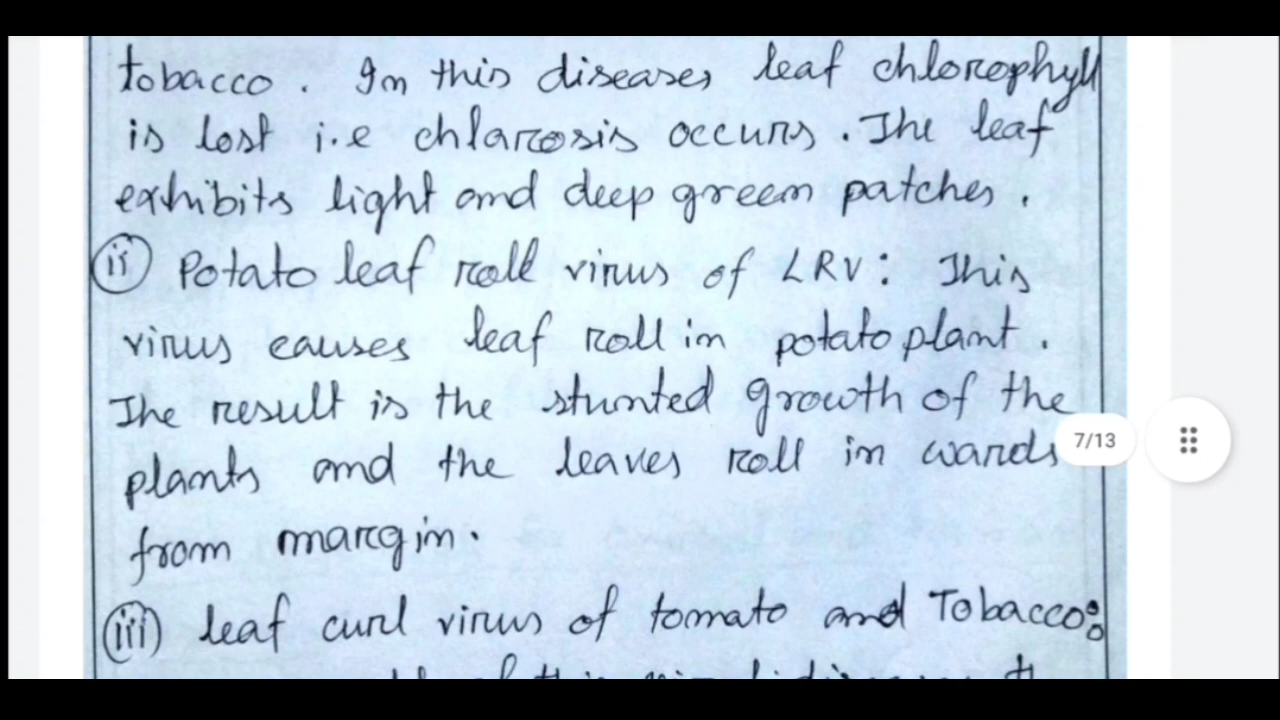 tobacco. In this diseases leaf chlorophyll
is lost i.e chlarosis occurs. The leaf
exhibits light and deep green patches.
(ii) Potato leaf roll virus of LRV: This
virus causes leaf roll in potato plant.
The result is the stunted growth of the
plants and the leaves roll in wards
7/13
from margin.
(iii) leaf curl virus of tomato and Tobacco: